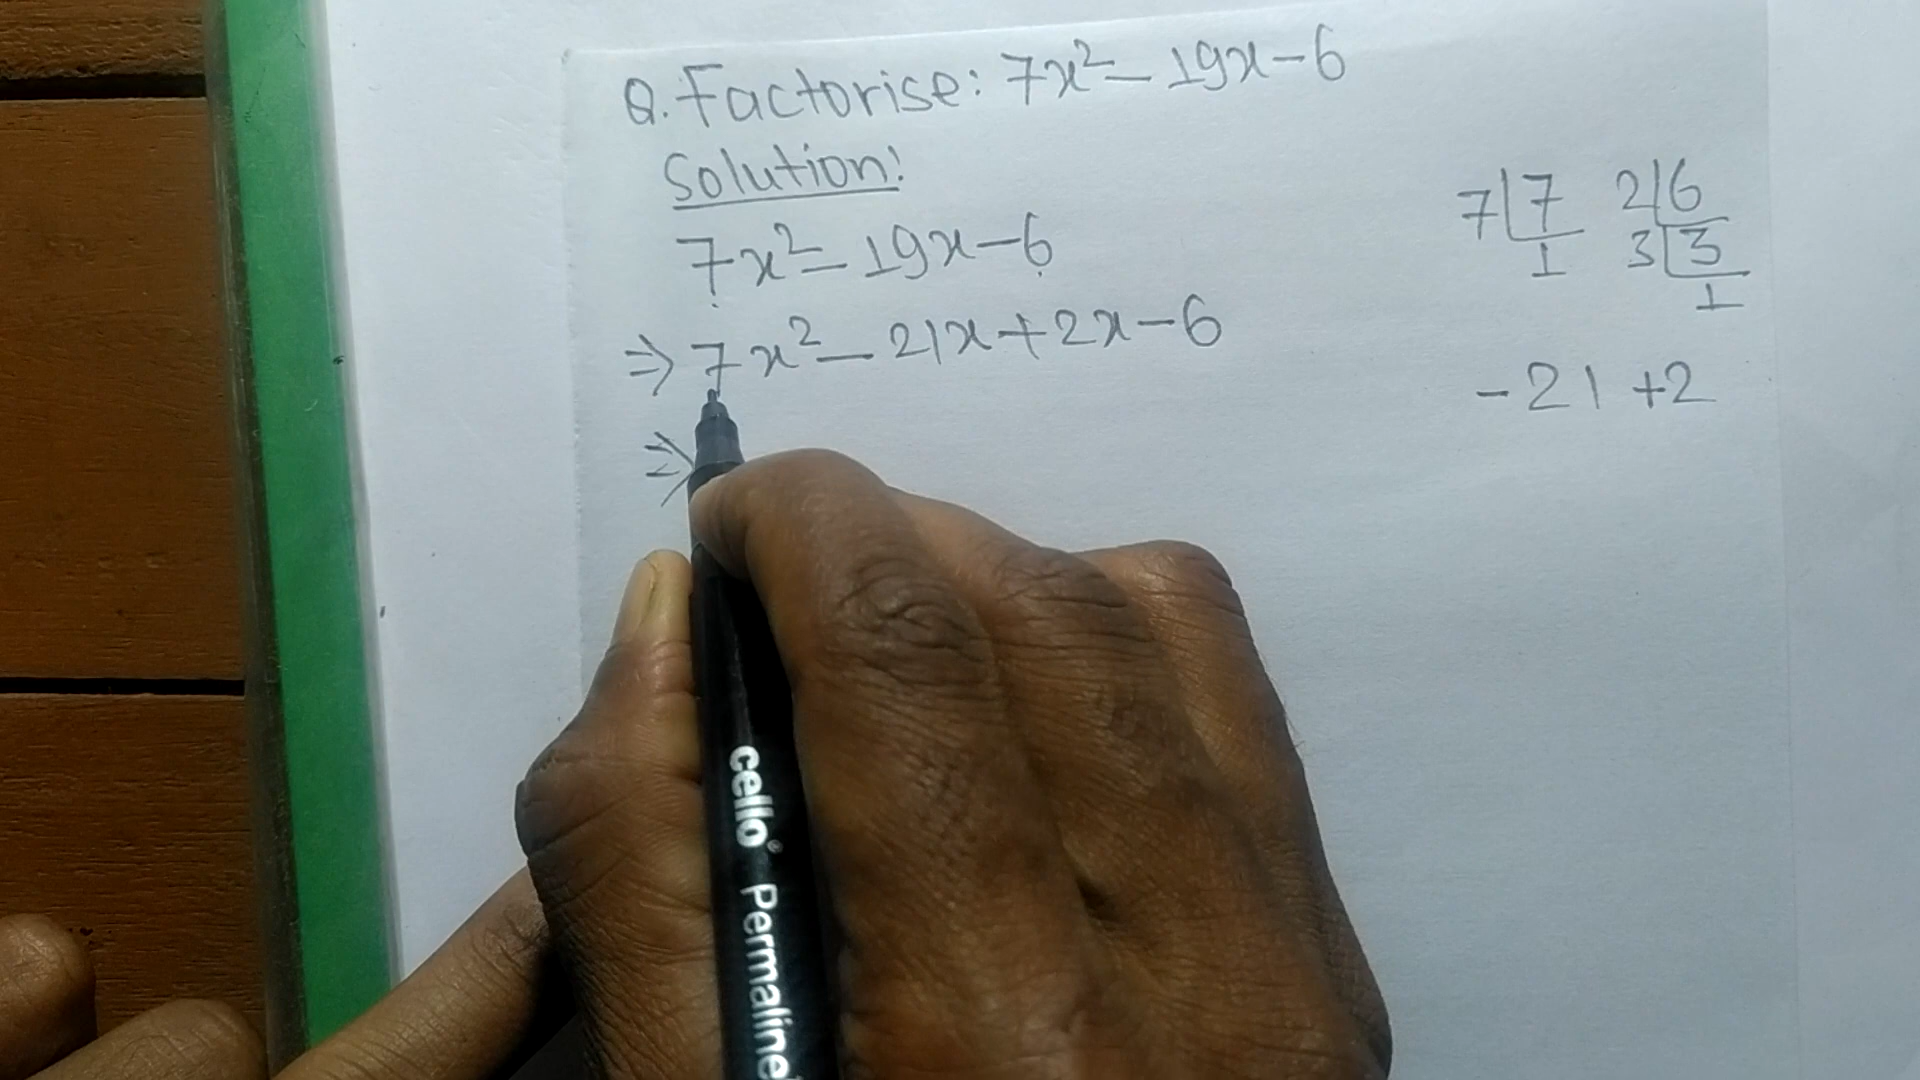 Q. Factorise: 7x² - 19x - 6
Solution:
7x² - 19x - 6
⇒ 7x² - 21x + 2x - 6
⇒
7 7 2 6
1 3 3
1
-21 +2
cello® Permaline